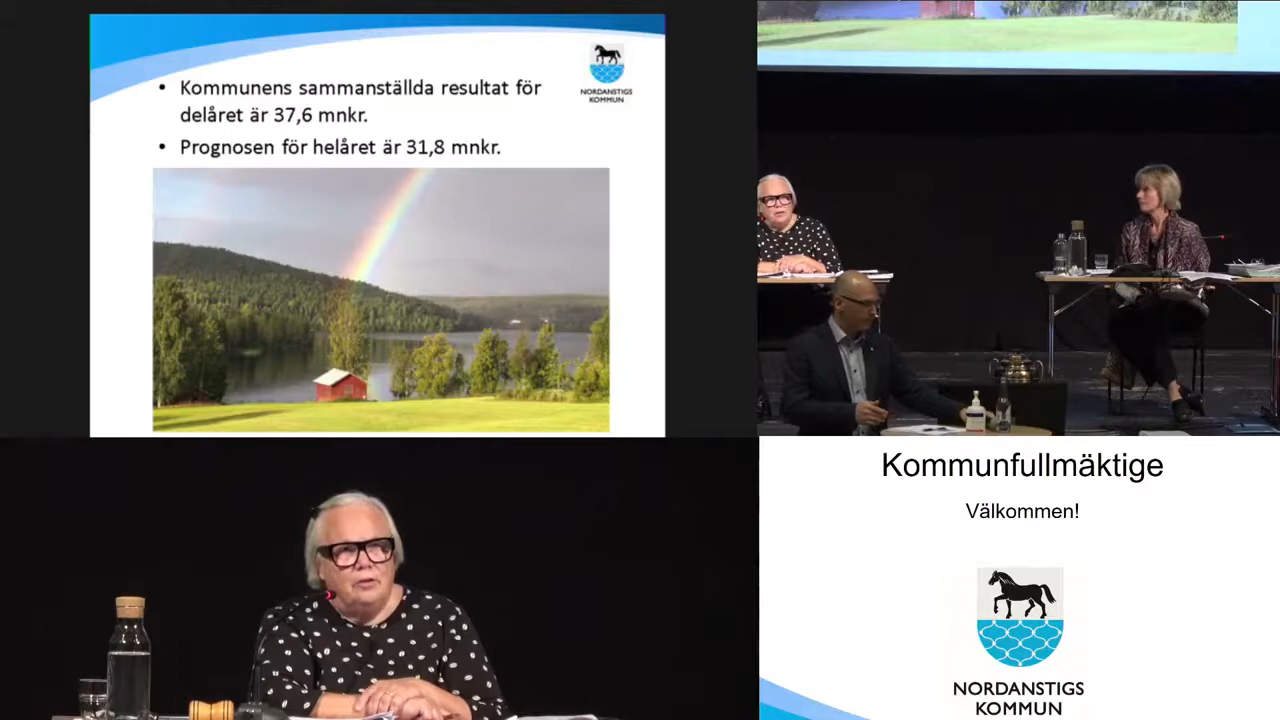 • Kommunens sammanställda resultat för
delåret är 37,6 mnkr.
• Prognosen för helåret är 31,8 mnkr.
NORDANSTIGS
KOMMUN
Kommunfullmäktige
Välkommen!
NORDANSTIGS
KOMMUN